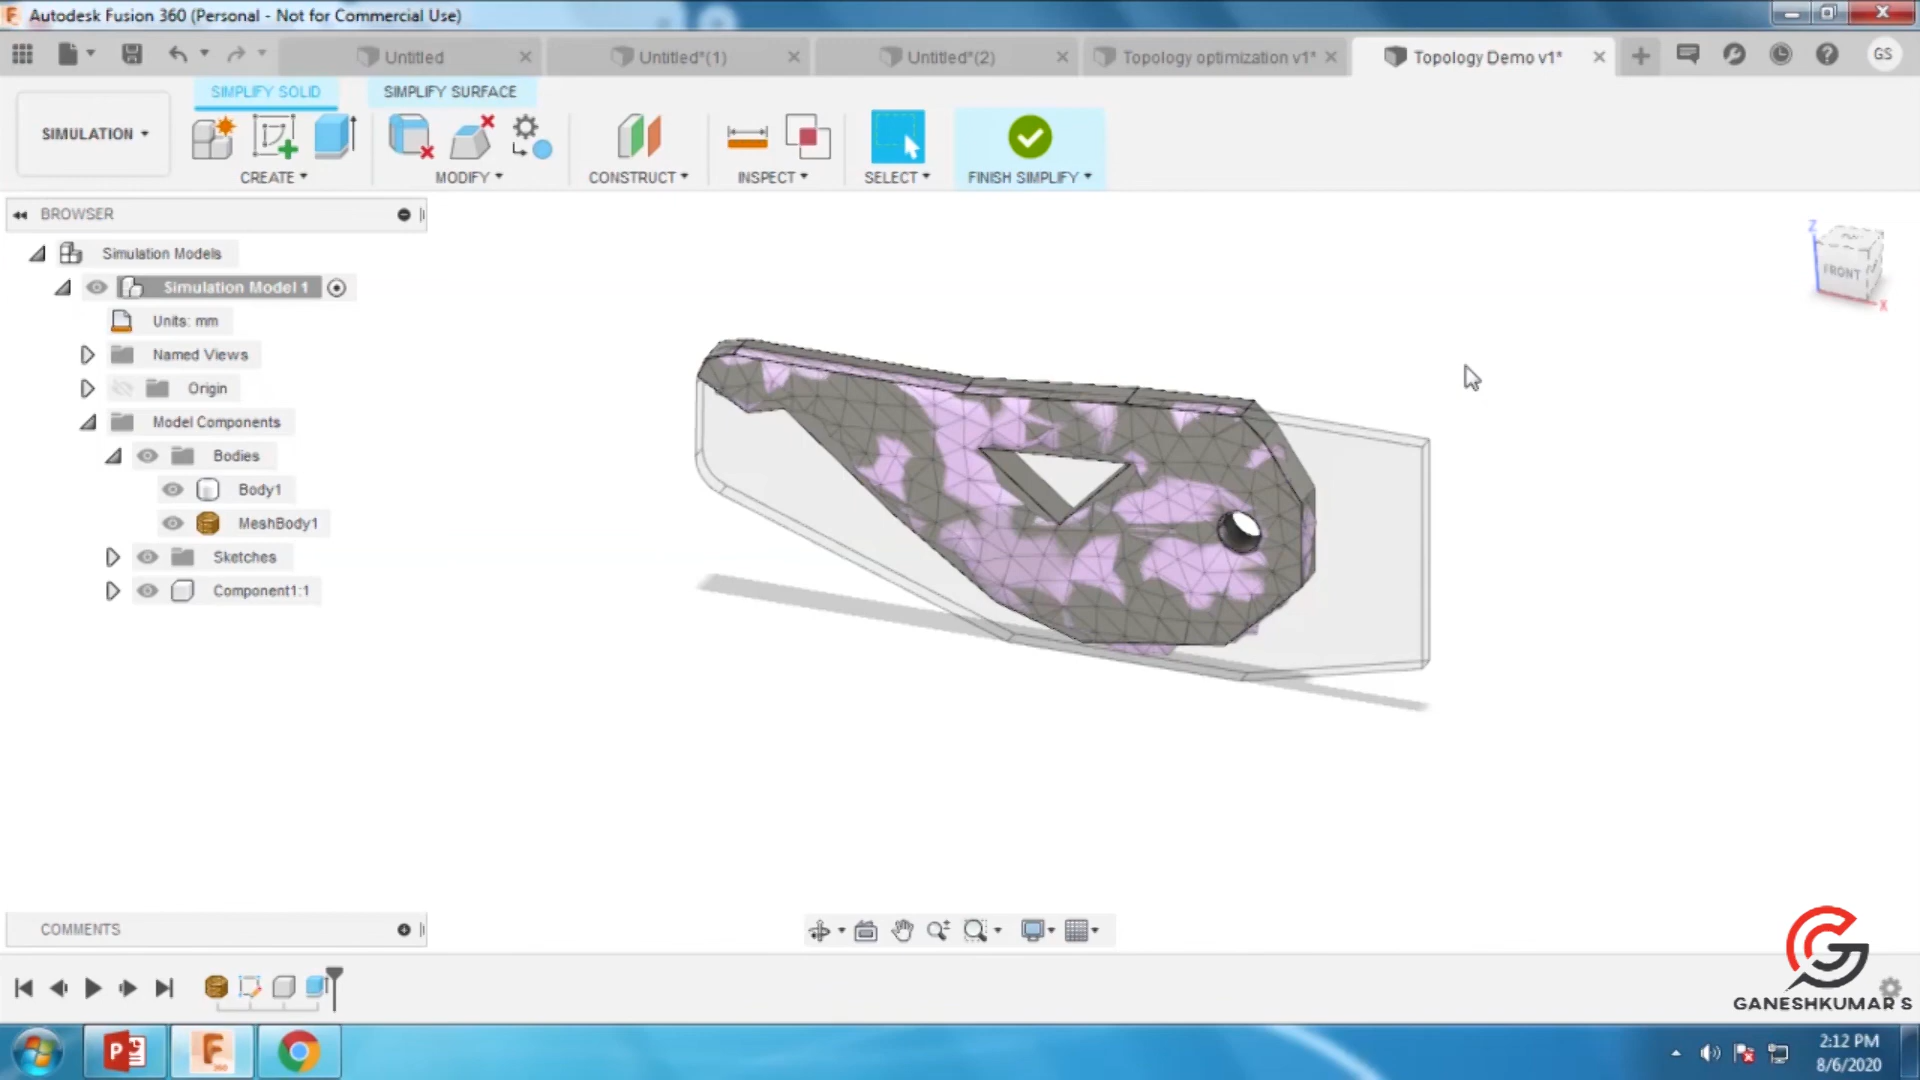 Autodesk Fusion 360 (Personal - Not for Commercial Use)
Untitled
Untitled*(1)
Untitled*(2)
Topology optimization v1*
Topology Demo v1*
GS
SIMULATION
SIMPLIFY SOLID
SIMPLIFY SURFACE
CREATE
MODIFY
CONSTRUCT
INSPECT
SELECT
FINISH SIMPLIFY
BROWSER
Simulation Models
Simulation Model 1
Units: mm
Named Views
Origin
Model Components
Bodies
Body1
MeshBody1
Sketches
Component1:1
Z
FRONT
X
COMMENTS
GANESHKUMAR S
2:12 PM
8/6/2020